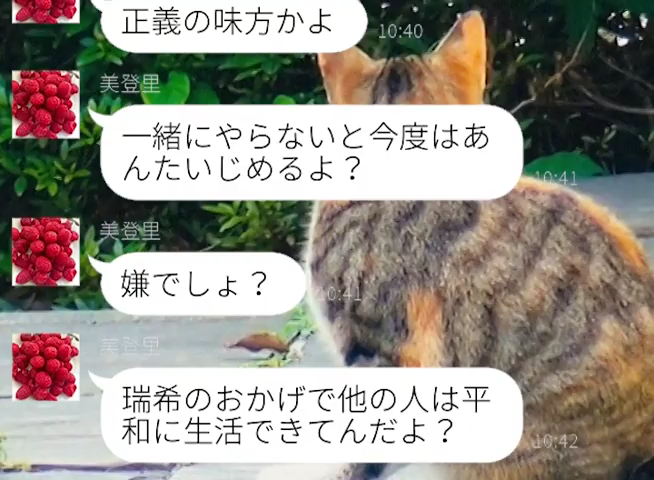 正義の味方かよ
10:40
美登里
一緒にやらないと今度はあ
んたいじめるよ？
10:41
美登里
嫌でしょ？
10:41
美登里
瑞希のおかげで他の人は平
和に生活できてんだよ？
10:42